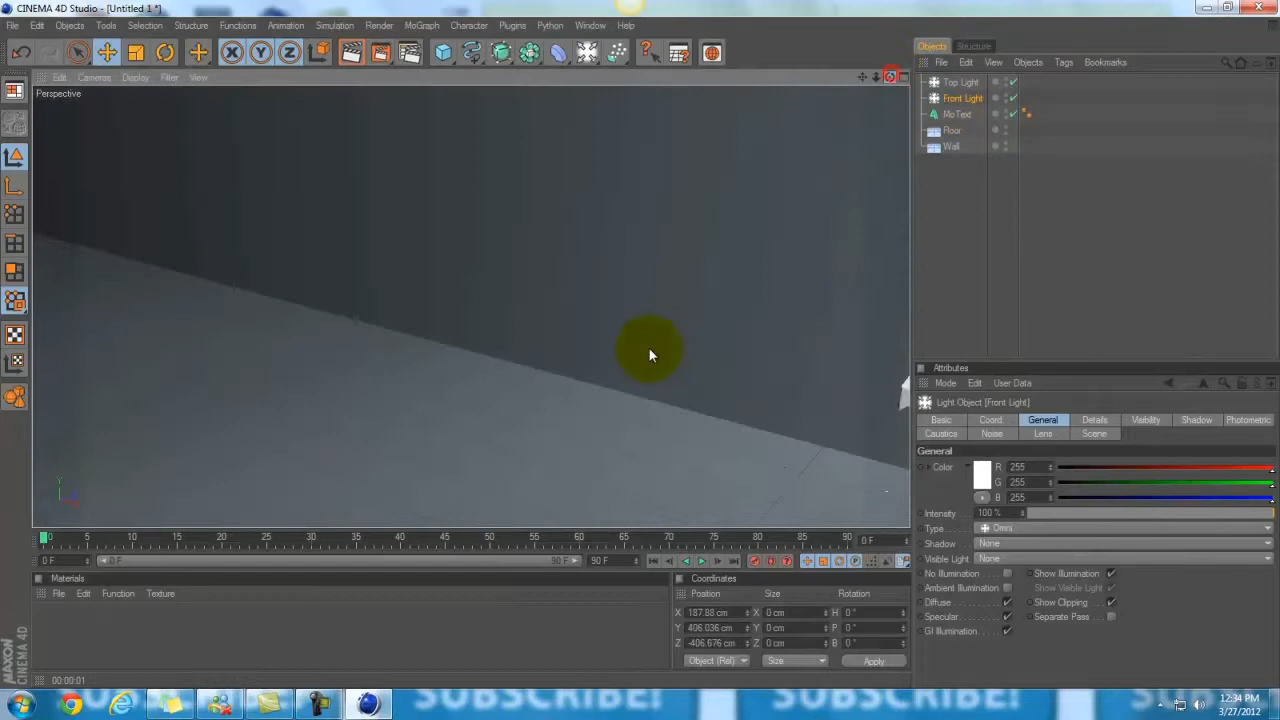 CINEMA 4D Studio - [Untitled 1 *]
File Edit Objects Tools Selection Structure Functions Animation Simulation Render MoGraph Character Plugins Python Window Help
X Y Z
Edit Cameras Display Filter View
Perspective
Y
Objects Structure
File Edit View Objects Tags Bookmarks
Top Light
Front Light
MoText
Floor
Wall
Attributes
Mode Edit User Data
Light Object [Front Light]
Basic Coord. General Details Visibility Shadow Photometric
Caustics Noise Lens Scene
General
Color R 255
G 255
B 255
Intensity 100 %
Type Omni
Shadow None
Visible Light None
No Illumination Show Illumination
Ambient Illumination Show Visible Light
Diffuse Show Clipping
Specular Separate Pass
GI Illumination
0 5 10 15 20 25 30 35 40 45 50 55 60 65 70 75 80 85 90 0 F
0 F 0 F 90 F 90 F
Materials
File Edit Function Texture
Coordinates
Position Size Rotation
X 187.88 cm X 0 cm H 0 °
Y 406.036 cm Y 0 cm P 0 °
Z -406.676 cm Z 0 cm B 0 °
Object (Rel) Size Apply
MAXON
CINEMA 4D
00:00:01
SUBSCRIBE! SUBSCRIBE!
12:34 PM
3/27/2012